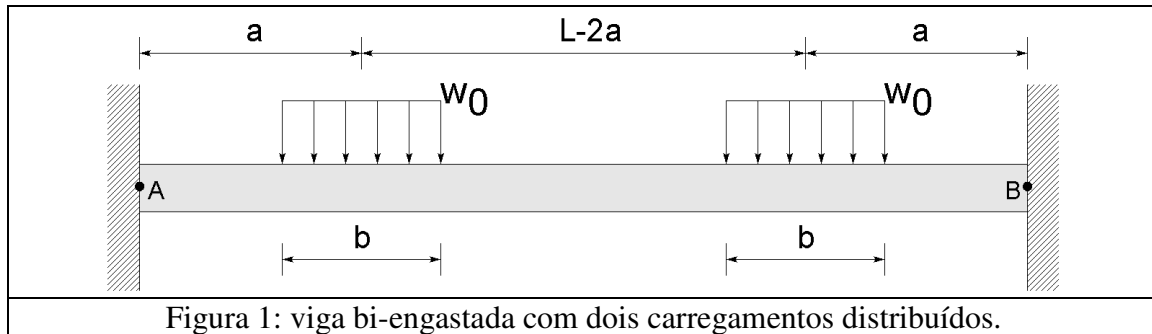 a L-2a a
w0 w0
A B
b b
Figura 1: viga bi-engastada com dois carregamentos distribuídos.